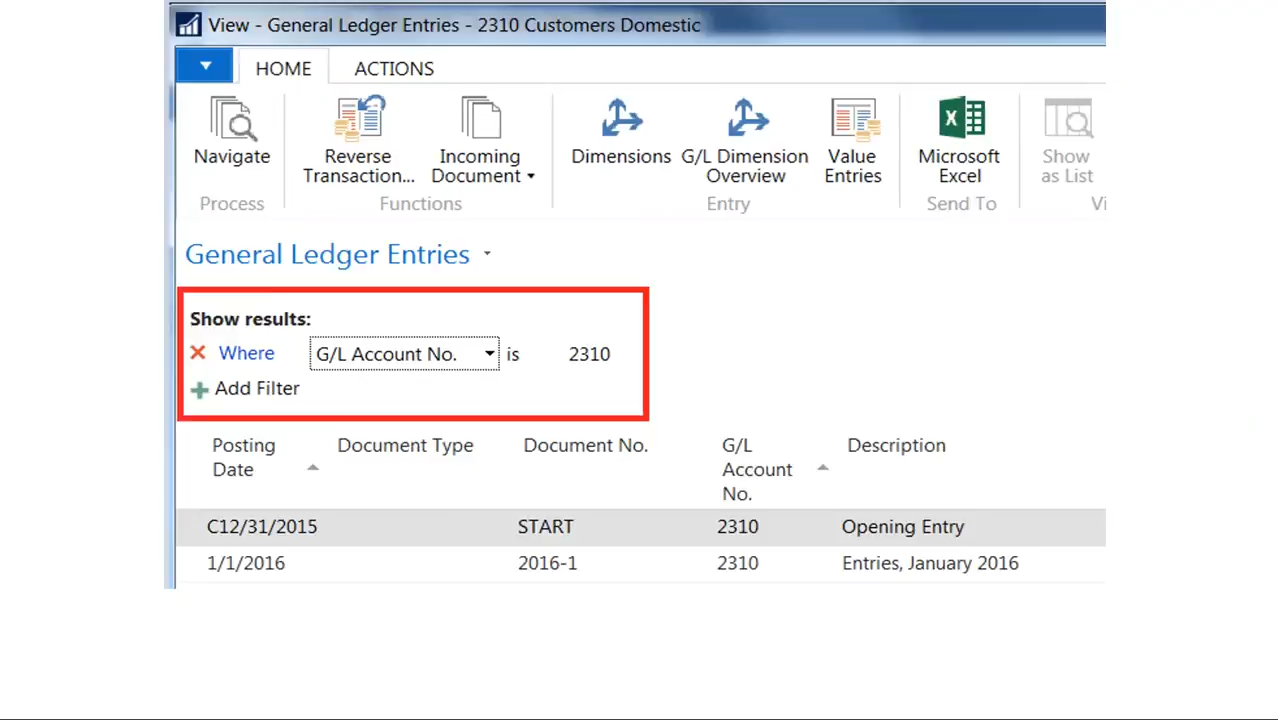 View - General Ledger Entries - 2310 Customers Domestic
HOME ACTIONS
Navigate Reverse Transaction... Incoming Document Dimensions G/L Dimension Overview Value Entries Microsoft Excel Show as List
Process Functions Entry Send To
General Ledger Entries
Show results:
Where G/L Account No. is 2310
Add Filter
Posting Date Document Type Document No. G/L Account No. Description
C12/31/2015 START 2310 Opening Entry
1/1/2016 2016-1 2310 Entries, January 2016